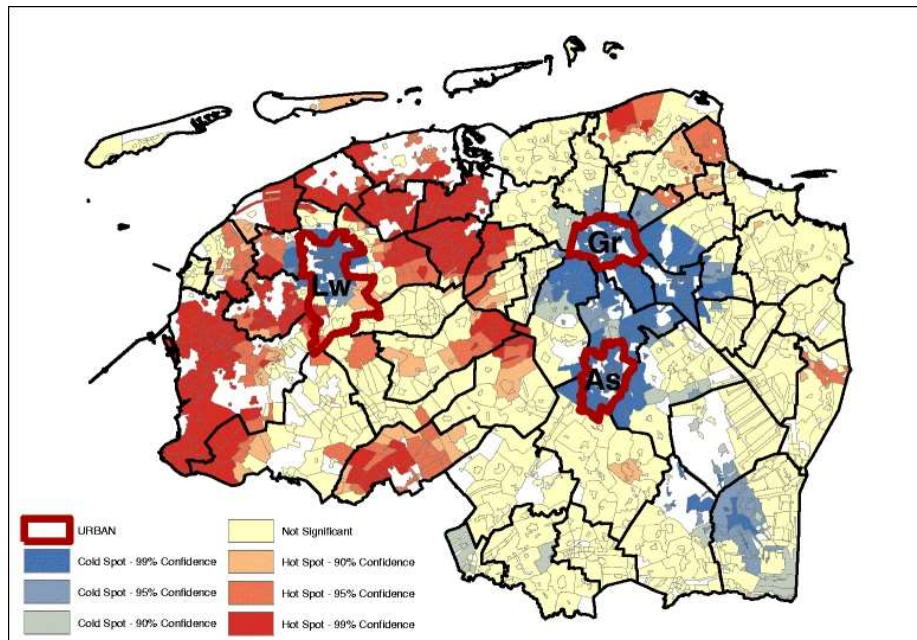 Gr
Lw
As
URBAN
Not Significant
Cold Spot - 99% Confidence
Hot Spot - 90% Confidence
Cold Spot - 95% Confidence
Hot Spot - 95% Confidence
Cold Spot - 90% Confidence
Hot Spot - 99% Confidence